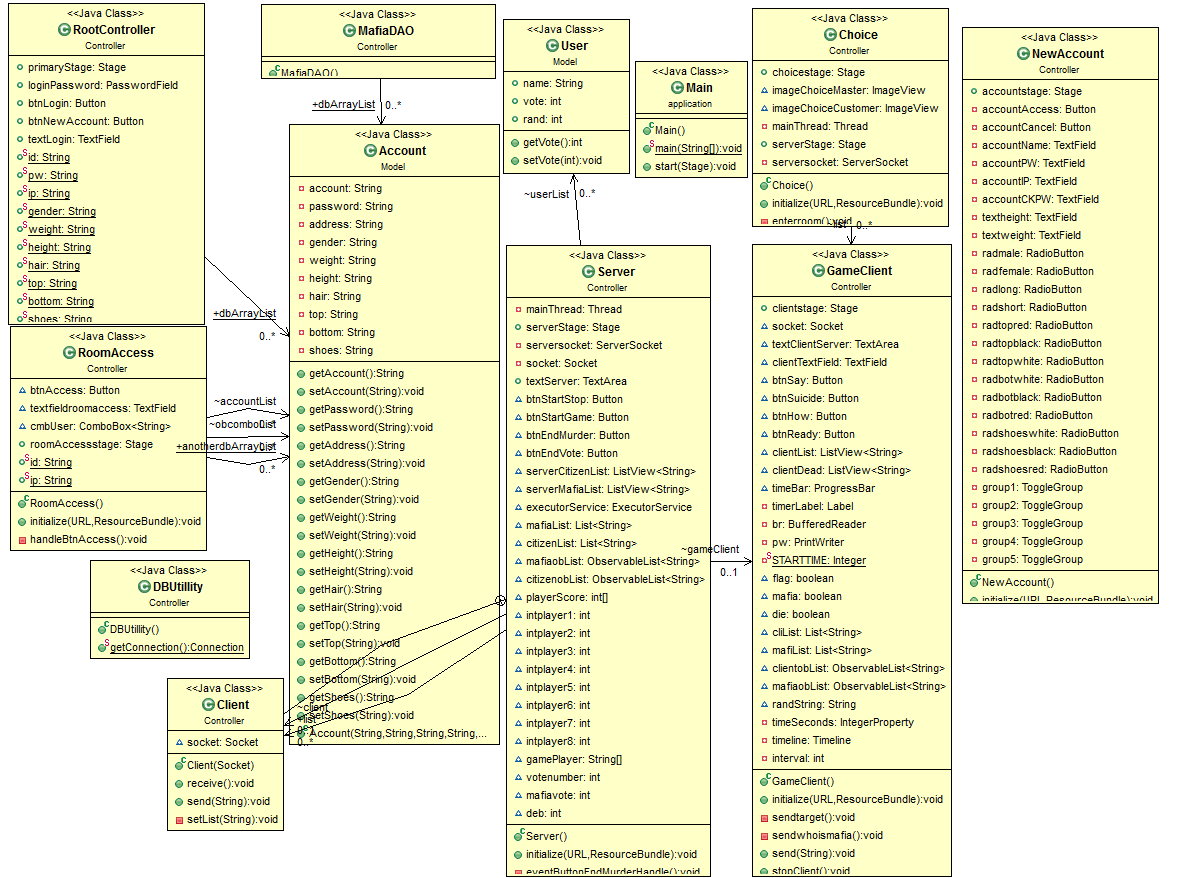 <<Java Class>>
RootController
Controller
primaryStage: Stage
loginPassword: PasswordField
btnLogin: Button
btnNewAccount: Button
textLogin: TextField
id: String
pw: String
ip: String
gender: String
weight: String
height: String
hair: String
top: String
bottom: String
shoes: String
<<Java Class>>
MafiaDAO
Controller
MafiaDAO()
+dbArrayList
0..*
<<Java Class>>
User
Model
name: String
vote: int
rand: int
getVote():int
setVote(int):void
~userList
0..*
<<Java Class>>
Main
application
Main()
main(String[]):void
start(Stage):void
<<Java Class>>
Choice
Controller
choicestage: Stage
imageChoiceMaster: ImageView
imageChoiceCustomer: ImageView
mainThread: Thread
serverStage: Stage
serversocket: ServerSocket
Choice()
initialize(URL,ResourceBundle):void
enterroom():void
~list
0..*
<<Java Class>>
NewAccount
Controller
accountstage: Stage
accountAccess: Button
accountCancel: Button
accountName: TextField
accountPW: TextField
accountIP: TextField
accountCKPW: TextField
textheight: TextField
textweight: TextField
radmale: RadioButton
radfemale: RadioButton
radlong: RadioButton
radshort: RadioButton
radtopred: RadioButton
radtopblack: RadioButton
radtopwhite: RadioButton
radbotwhite: RadioButton
radbotblack: RadioButton
radbotred: RadioButton
radshoeswhite: RadioButton
radshoesblack: RadioButton
radshoesred: RadioButton
group1: ToggleGroup
group2: ToggleGroup
group3: ToggleGroup
group4: ToggleGroup
group5: ToggleGroup
NewAccount()
initialize(URL,ResourceBundle):void
<<Java Class>>
Account
Model
account: String
password: String
address: String
gender: String
weight: String
height: String
hair: String
top: String
bottom: String
shoes: String
getAccount():String
setAccount(String):void
getPassword():String
setPassword(String):void
getAddress():String
setAddress(String):void
getGender():String
setGender(String):void
getWeight():String
setWeight(String):void
getHeight():String
setHeight(String):void
getHair():String
setHair(String):void
getTop():String
setTop(String):void
getBottom():String
setBottom(String):void
getShoes():String
setShoes(String):void
Account(String,String,String,String,...
+dbArrayList
0..*
<<Java Class>>
RoomAccess
Controller
btnAccess: Button
textfieldroomaccess: TextField
cmbUser: ComboBox<String>
roomAccessstage: Stage
id: String
ip: String
RoomAccess()
initialize(URL,ResourceBundle):void
handleBtnAccess():void
~accountList
~obcomboList
+anotherdbArrayList
0..*
<<Java Class>>
DBUtillity
Controller
DBUtillity()
getConnection():Connection
<<Java Class>>
Client
Controller
socket: Socket
Client(Socket)
receive():void
send(String):void
setList(String):void
~client
~list
0..*
<<Java Class>>
Server
Controller
mainThread: Thread
serverStage: Stage
serversocket: ServerSocket
socket: Socket
textServer: TextArea
btnStartStop: Button
btnStartGame: Button
btnEndMurder: Button
btnEndVote: Button
serverCitizenList: ListView<String>
serverMafiaList: ListView<String>
executorService: ExecutorService
mafiaList: List<String>
citizenList: List<String>
mafiaobList: ObservableList<String>
citizenobList: ObservableList<String>
playerScore: int[]
intplayer1: int
intplayer2: int
intplayer3: int
intplayer4: int
intplayer5: int
intplayer6: int
intplayer7: int
intplayer8: int
gamePlayer: String[]
votenumber: int
mafiavote: int
deb: int
Server()
initialize(URL,ResourceBundle):void
eventButtonEndMurderHandle():void
~gameClient
0..1
<<Java Class>>
GameClient
Controller
clientstage: Stage
socket: Socket
textClientServer: TextArea
clientTextField: TextField
btnSay: Button
btnSuicide: Button
btnHow: Button
btnReady: Button
clientList: ListView<String>
clientDead: ListView<String>
timeBar: ProgressBar
timerLabel: Label
br: BufferedReader
pw: PrintWriter
STARTTIME: Integer
flag: boolean
mafia: boolean
die: boolean
cliList: List<String>
mafiList: List<String>
clientobList: ObservableList<String>
mafiaobList: ObservableList<String>
randString: String
timeSeconds: IntegerProperty
timeline: Timeline
interval: int
GameClient()
initialize(URL,ResourceBundle):void
sendtarget():void
sendwhoismafia():void
send(String):void
stopClient():void